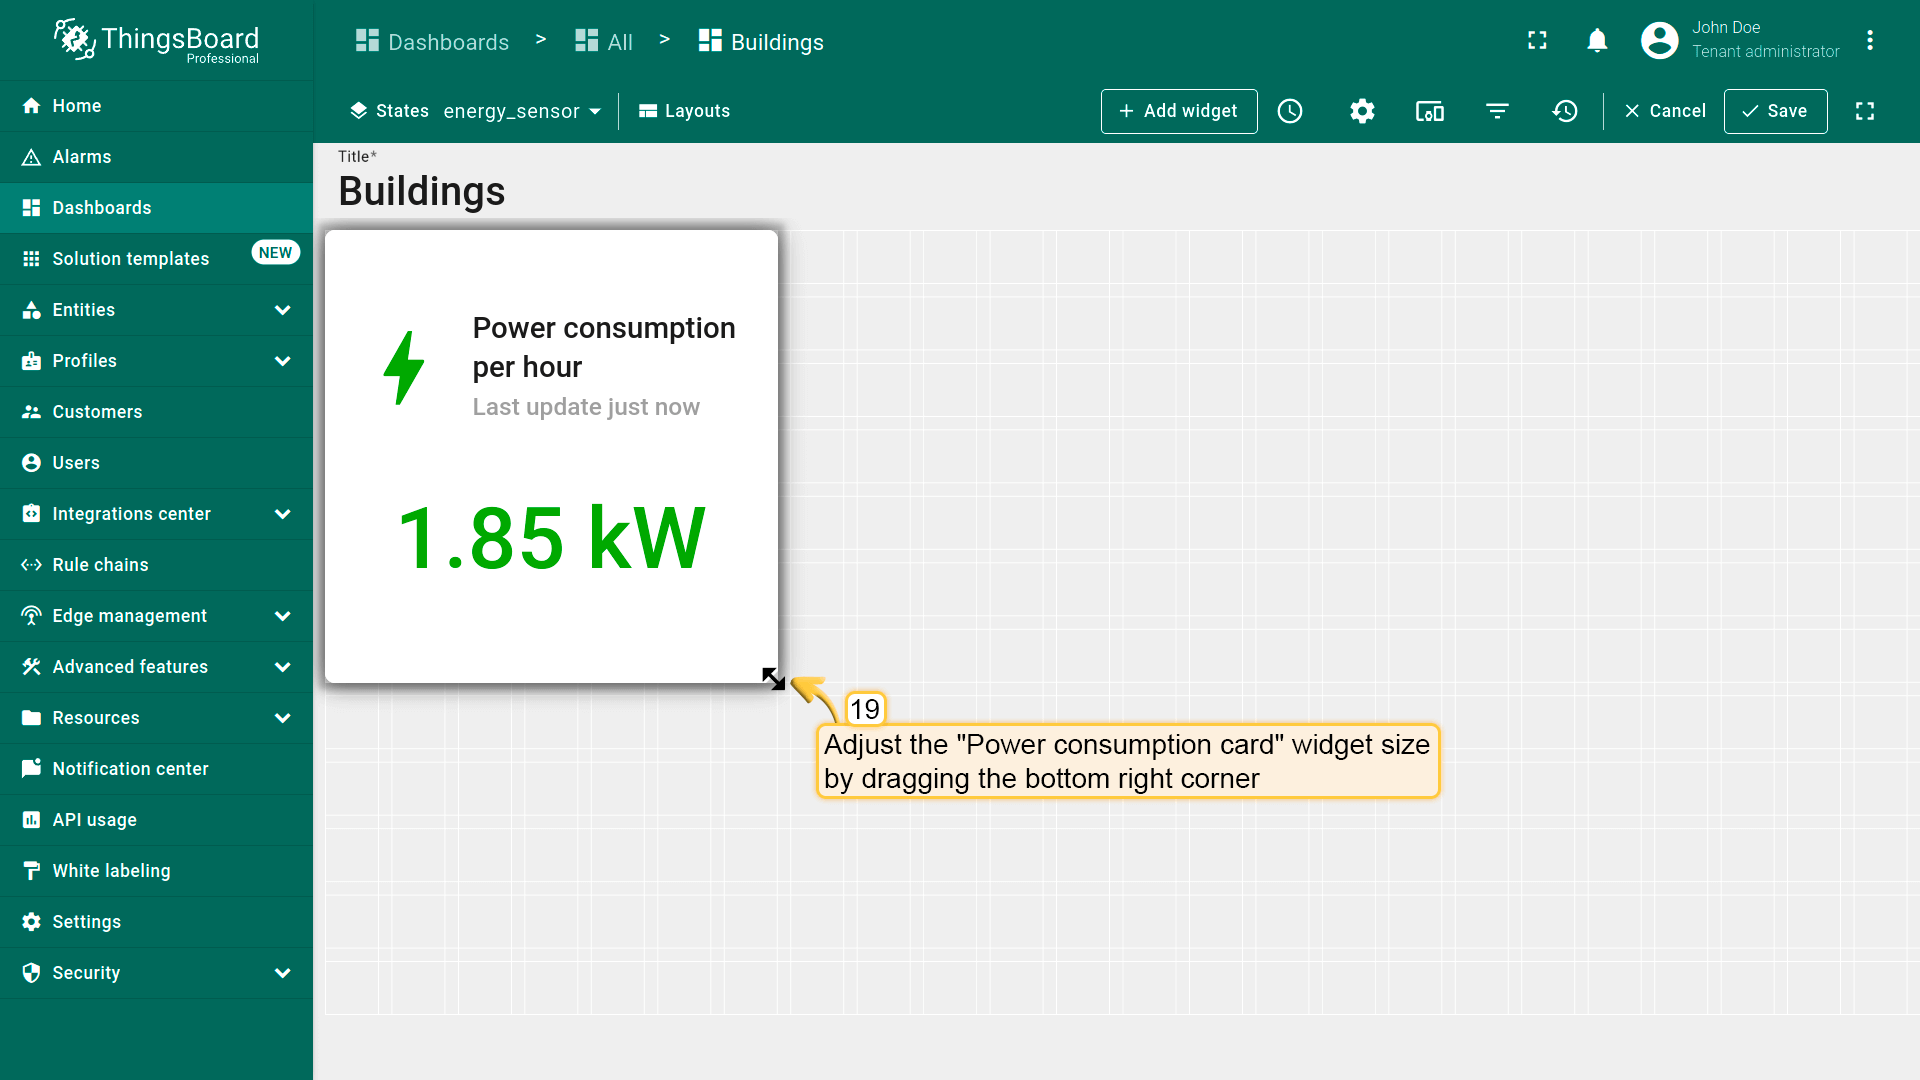 ThingsBoard
Professional
Dashboards > All > Buildings
John Doe
Tenant administrator
States energy_sensor Layouts
+ Add widget
Cancel
Save
Home
Alarms
Dashboards
Solution templates NEW
Entities
Profiles
Customers
Users
Integrations center
Rule chains
Edge management
Advanced features
Resources
Notification center
API usage
White labeling
Settings
Security
Title*
Buildings
Power consumption
per hour
Last update just now
1.85 kW
19
Adjust the "Power consumption card" widget size
by dragging the bottom right corner